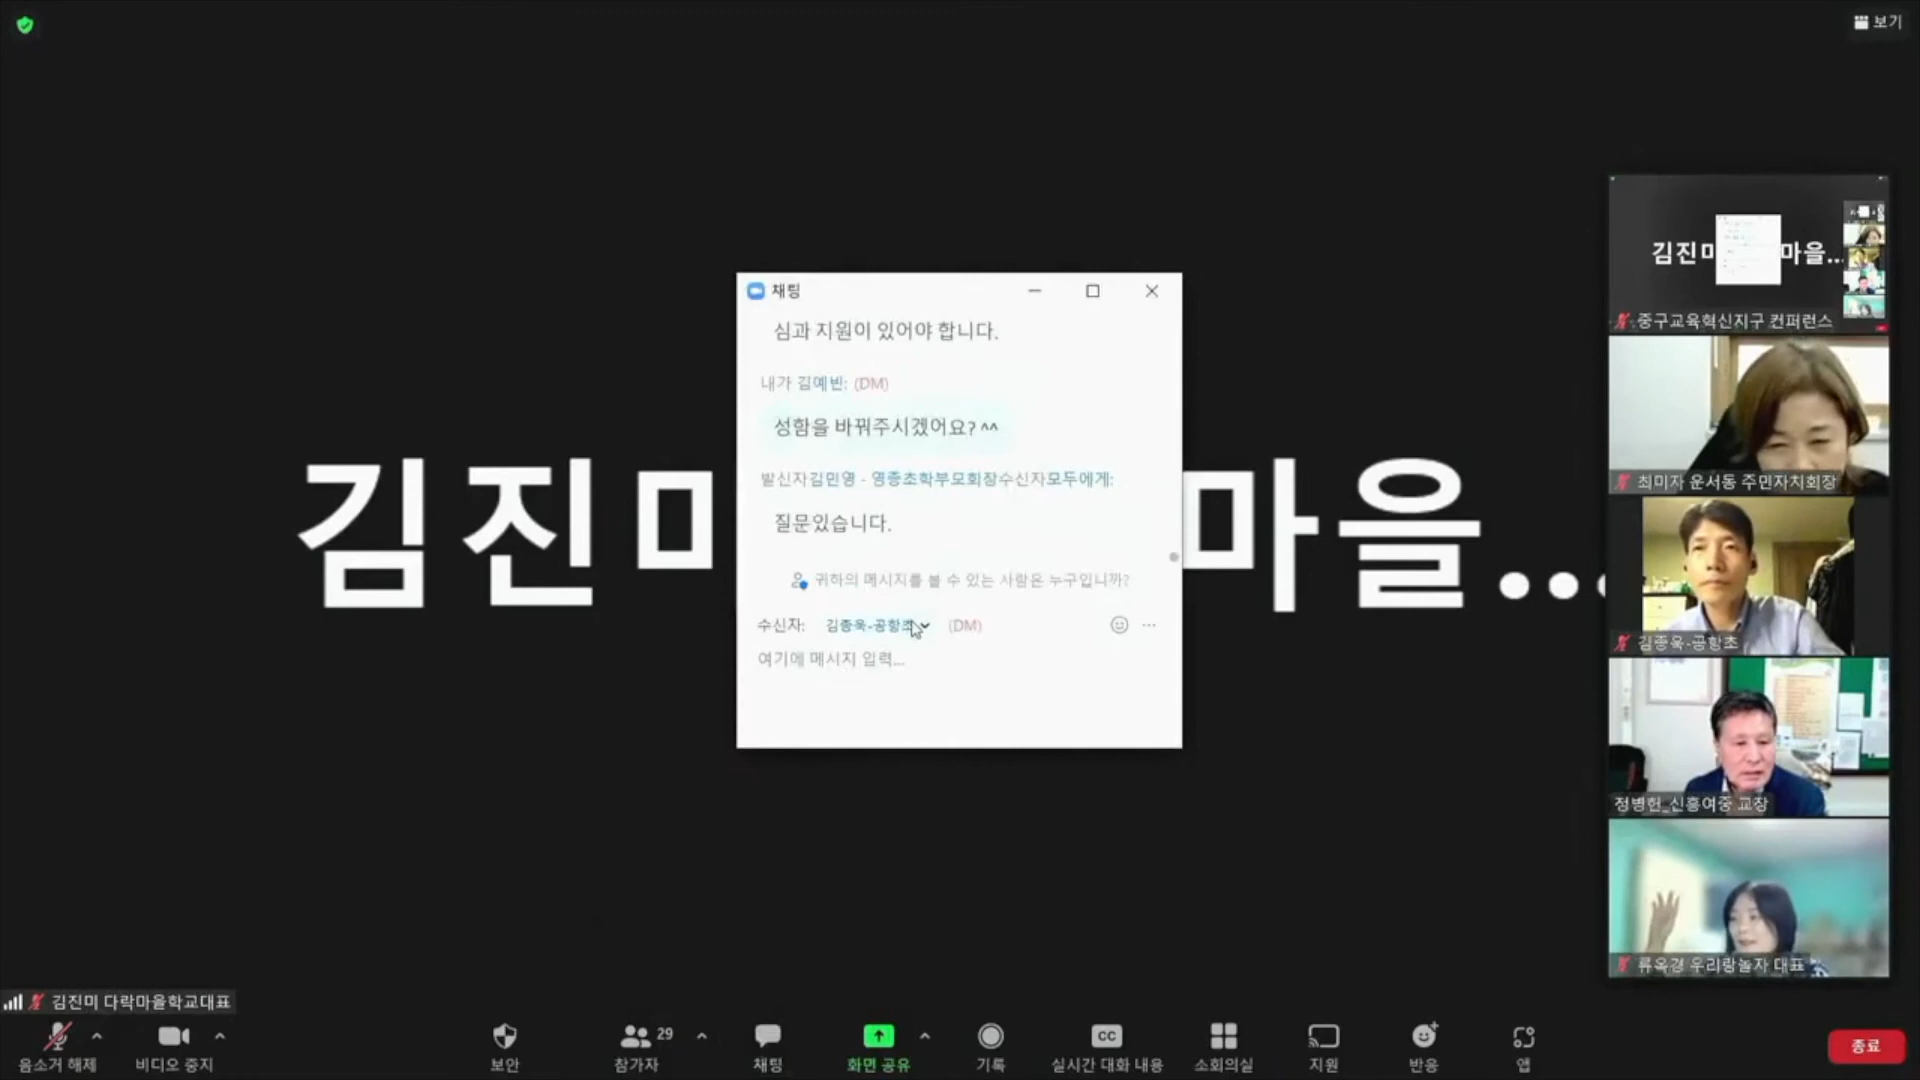 보기
채팅
심과 지원이 있어야 합니다.
내가 김예빈: (DM)
성함을 바꿔주시겠어요? ^^
발신자김민영 - 영종초학부모회장수신자모두에게:
질문있습니다.
귀하의 메시지를 볼 수 있는 사람은 누구입니까?
수신자: 김종욱-공항초 (DM)
여기에 메시지 입력...
김진미 마을...
김진미 마을...
중구교육혁신지구 컨퍼런스
최미자 운서동 주민자치회장
김종욱-공항초
정병헌_신흥여중 교장
류옥경 우리랑놀자 대표
김진미 다락마을학교대표
음소거 해제
비디오 중지
보안
29
참가자
채팅
화면 공유
기록
CC
실시간 대화 내용
소회의실
지원
반응
앱
종료